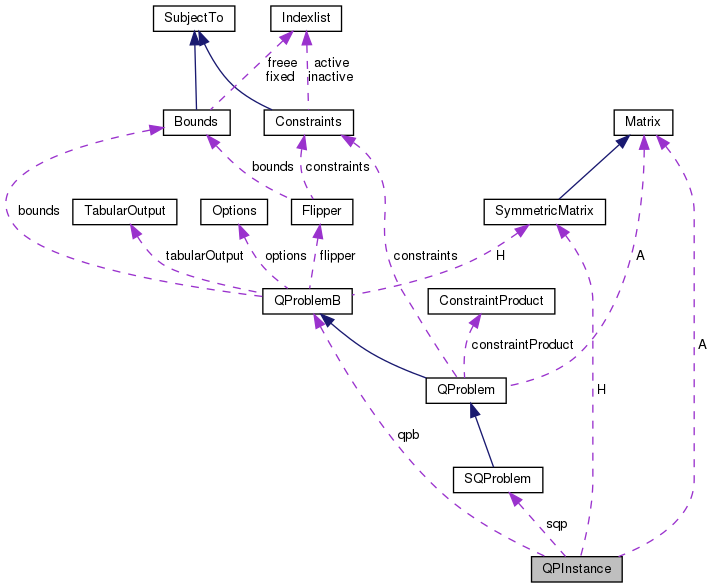 SubjectTo
Indexlist
freee
fixed
active
inactive
Bounds
Constraints
Matrix
bounds
constraints
bounds
TabularOutput
Options
Flipper
SymmetricMatrix
tabularOutput
options
flipper
H
constraints
A
QProblemB
ConstraintProduct
constraintProduct
A
QProblem
H
qpb
SQProblem
sqp
QPInstance